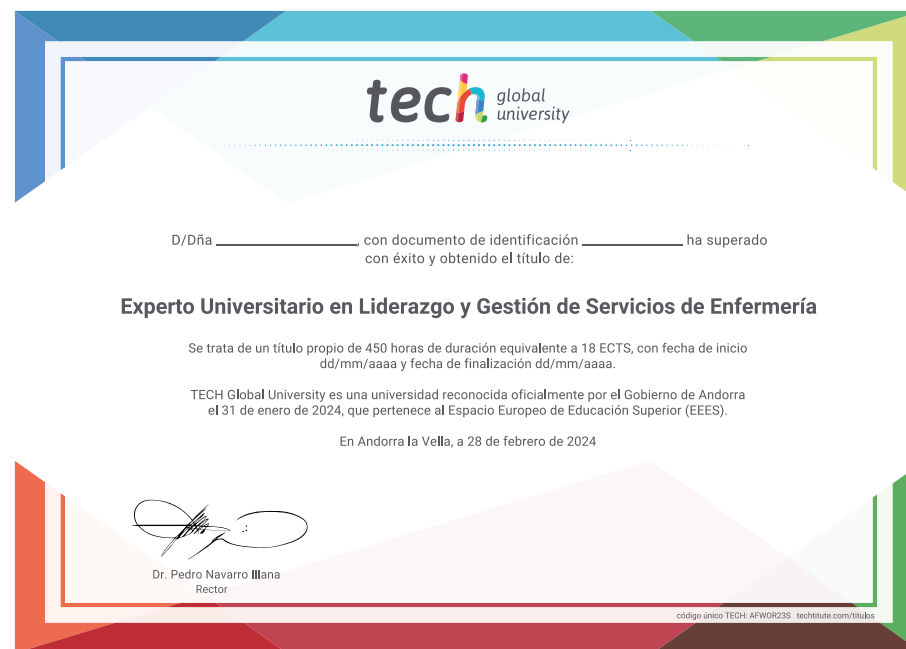 tech global university
D/Dña , con documento de identificación ha superado
con éxito y obtenido el título de:
Experto Universitario en Liderazgo y Gestión de Servicios de Enfermería
Se trata de un título propio de 450 horas de duración equivalente a 18 ECTS, con fecha de inicio
dd/mm/aaaa y fecha de finalización dd/mm/aaaa.
TECH Global University es una universidad reconocida oficialmente por el Gobierno de Andorra
el 31 de enero de 2024, que pertenece al Espacio Europeo de Educación Superior (EEES).
En Andorra la Vella, a 28 de febrero de 2024
Dr. Pedro Navarro Illana
Rector
código único TECH: AFWOR23S techtitute.com/titulos